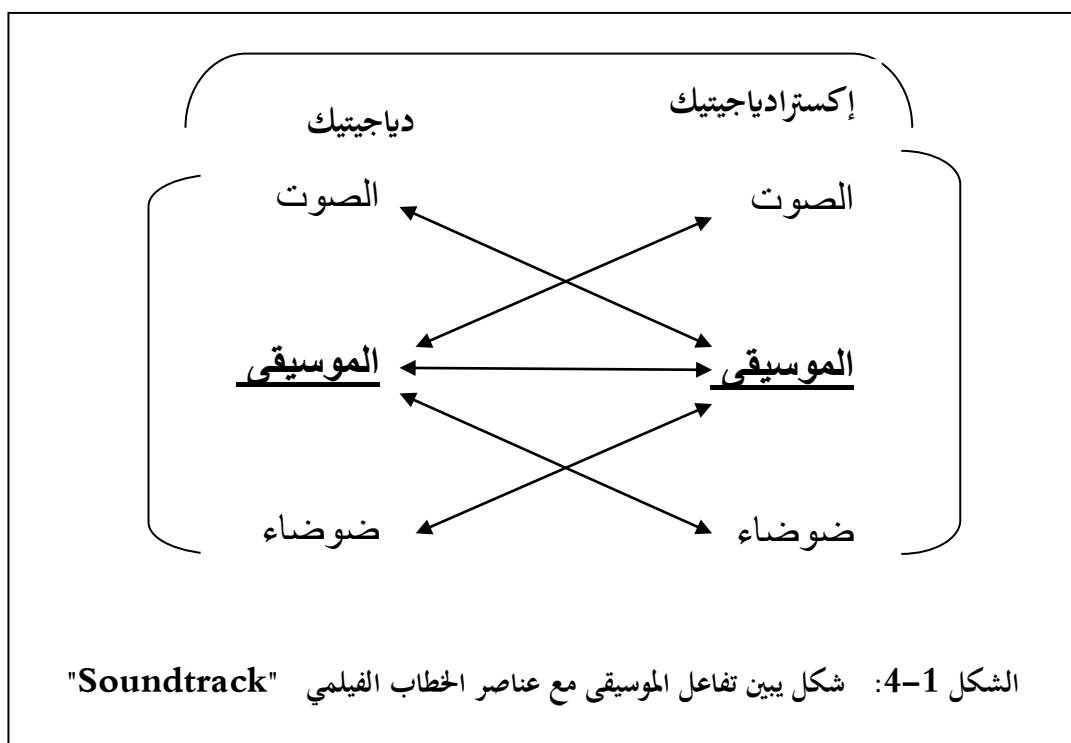 إكسترادياجيتيك
دياجيتيك
الصوت
الصوت
الموسيقى
الموسيقى
ضوضاء
ضوضاء
الشكل 1-4: شكل يبين تفاعل الموسيقى مع عناصر الخطاب الفيلمي "Soundtrack"